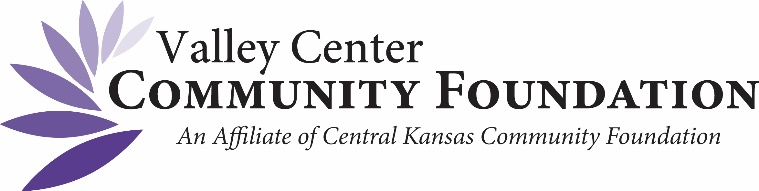 Valley Center
Community Foundation
An Affiliate of Central Kansas Community Foundation